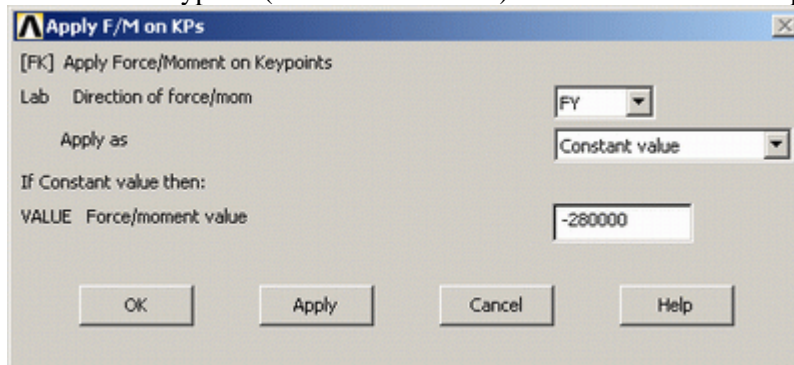 Apply F/M on KPs
[FK] Apply Force/Moment on Keypoints
Lab Direction of force/mom FY
Apply as Constant value
If Constant value then:
VALUE Force/moment value -280000
OK Apply Cancel Help